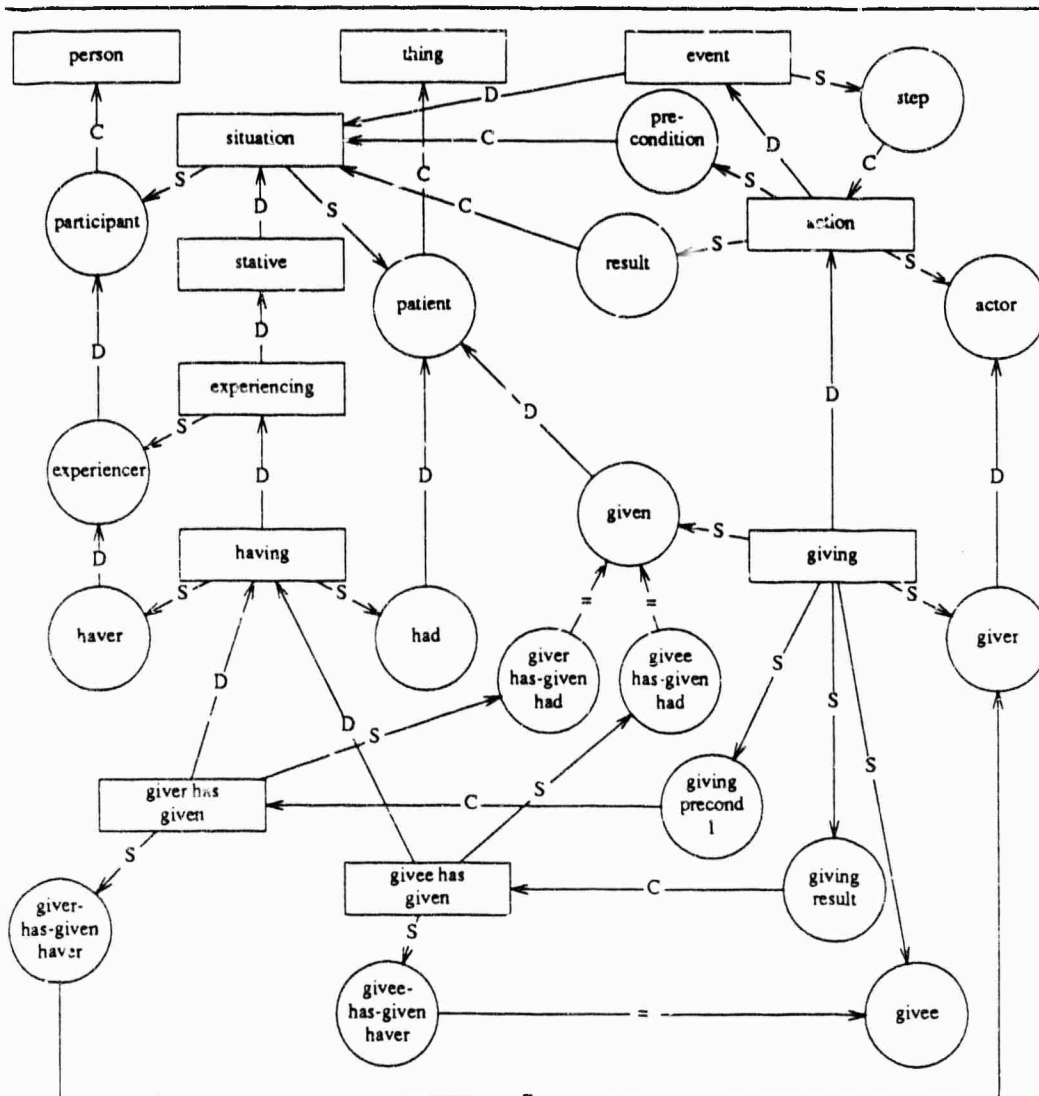 person
thing
event
S
step
D
pre-
condition
C
situation
C
D
S
C
C
S
S
action
participant
D
S
C
S
result
S
stative
patient
actor
D
D
experiencing
D
D
S
experiencer
D
D
D
given
S
giving
having
D
S
S
S
haver
had
=
=
giver
giver
has-given
had
givee
has-given
had
S
D
S
D
S
S
S
giver has
given
C
giving
precond
1
S
givee has
given
C
giving
result
giver-
has-given
haver
S
givee-
has-given
haver
=
givee
=